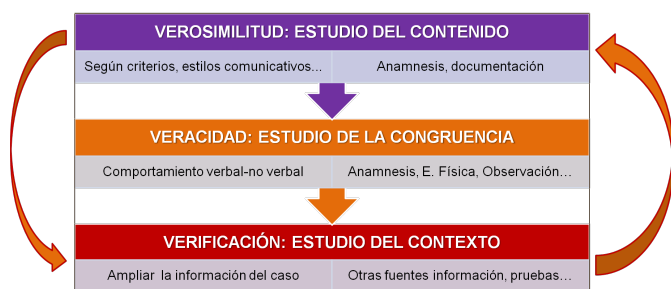 VEROSIMILITUD: ESTUDIO DEL CONTENIDO
Según criterios, estilos comunicativos...
Anamnesis, documentación
VERACIDAD: ESTUDIO DE LA CONGRUENCIA
Comportamiento verbal-no verbal
Anamnesis, E. Física, Observación...
VERIFICACIÓN: ESTUDIO DEL CONTEXTO
Ampliar la información del caso
Otras fuentes información, pruebas...